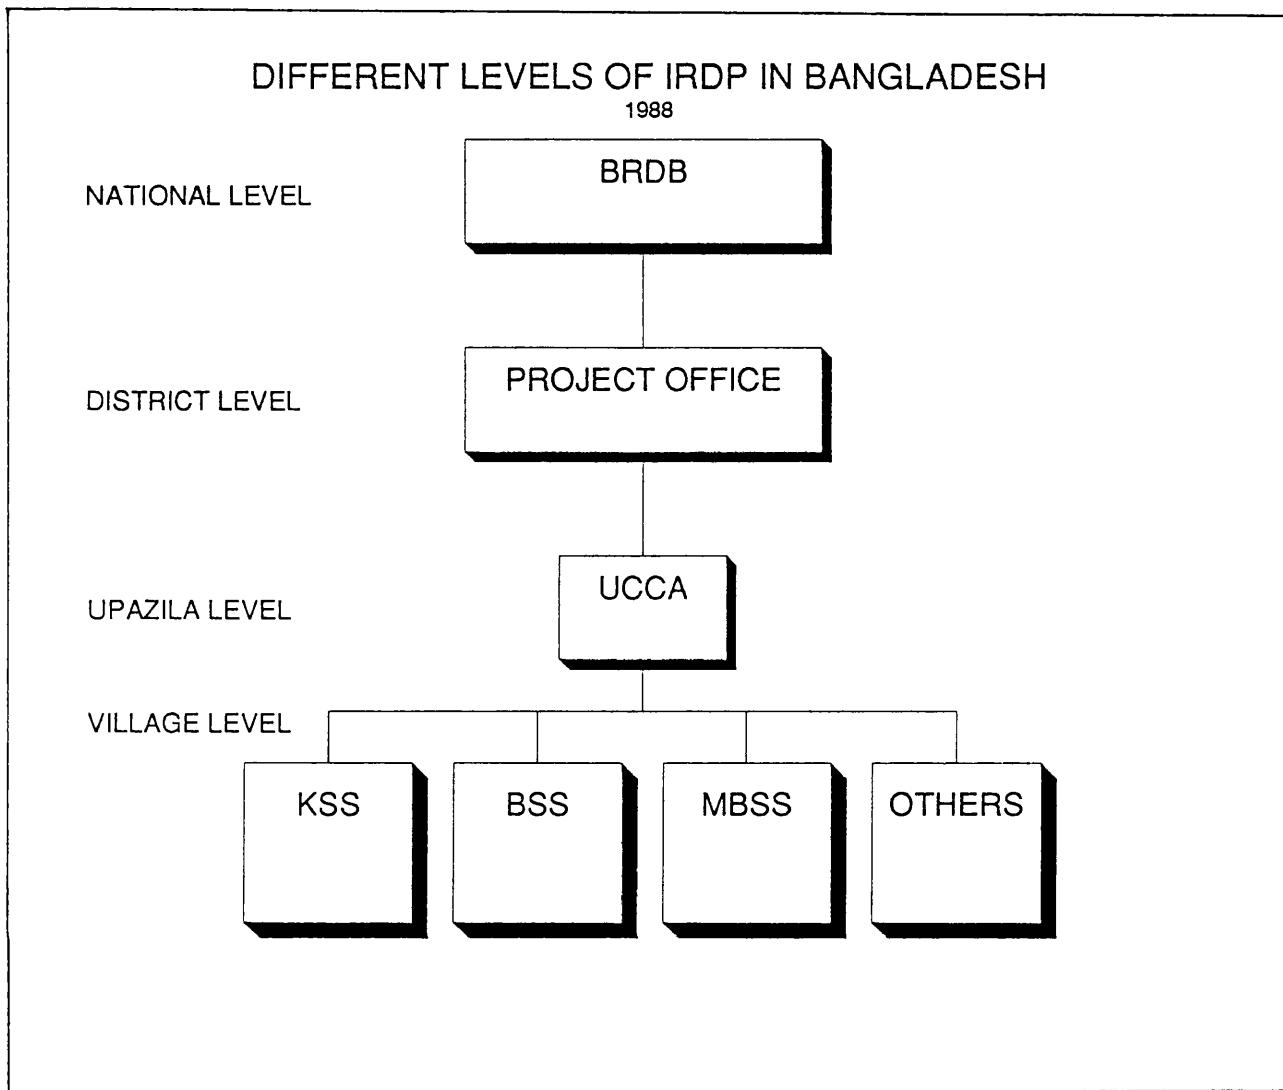 DIFFERENT LEVELS OF IRDP IN BANGLADESH
1988
NATIONAL LEVEL
BRDB
DISTRICT LEVEL
PROJECT OFFICE
UPAZILA LEVEL
UCCA
VILLAGE LEVEL
KSS BSS MBSS OTHERS